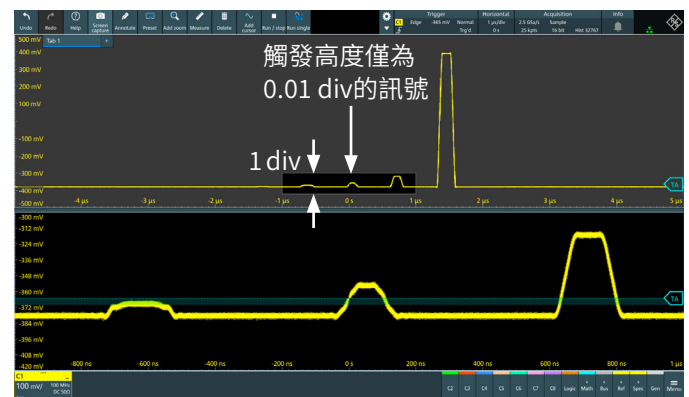 Undo Redo Help Screen capture Annotate Preset Add zoom Measure Delete Add cursor Run / stop Run single
Trigger Horizontal Acquisition Info
C1 Edge -365 mV Normal 1 µs/div 2.5 GSa/s Sample
Trig'd 0 s 25 kpts 16 bit Hist 32767
500 mV Tab 1 +
400 mV
300 mV
200 mV
100 mV
-100 mV
-200 mV
-300 mV
-400 mV
-500 mV
觸發高度僅為
0.01 div的訊號
1 div
TA
-4 µs -3 µs -2 µs -1 µs 0 s 1 µs 2 µs 3 µs 4 µs 5 µs
-300 mV
-312 mV
-324 mV
-336 mV
-348 mV
-360 mV
-372 mV
-384 mV
-396 mV
-408 mV
-420 mV
TA
-800 ns -600 ns -400 ns -200 ns 0 s 200 ns 400 ns 600 ns 800 ns 1 µs
C1
100 mV/ 100 MHz
DC 50Ω
C2 C3 C4 C5 C6 C7 C8 Logic Math Bus Ref Spec Gen Menu